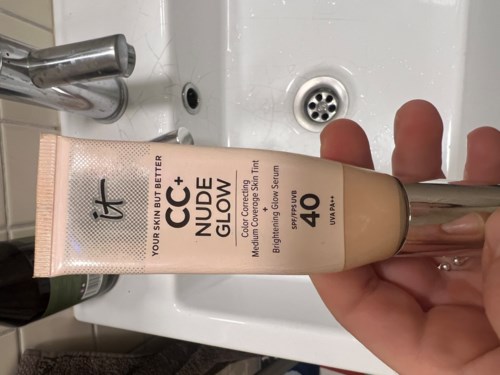 it
YOUR SKIN BUT BETTER
CC+
NUDE
GLOW
Color Correcting
Medium Coverage Skin Tint
+
Brightening Glow Serum
SPF/FPS UVB
40
UVA PA++